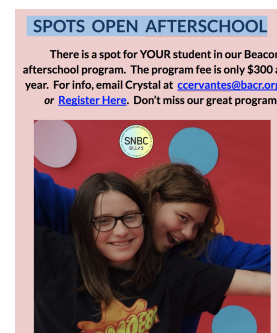 SPOTS OPEN AFTERSCHOOL
There is a spot for YOUR student in our Beacon
afterschool program. The program fee is only $300 a
year. For info, email Crystal at ccervantes@bacr.org
or Register Here. Don't miss our great program
SNBC